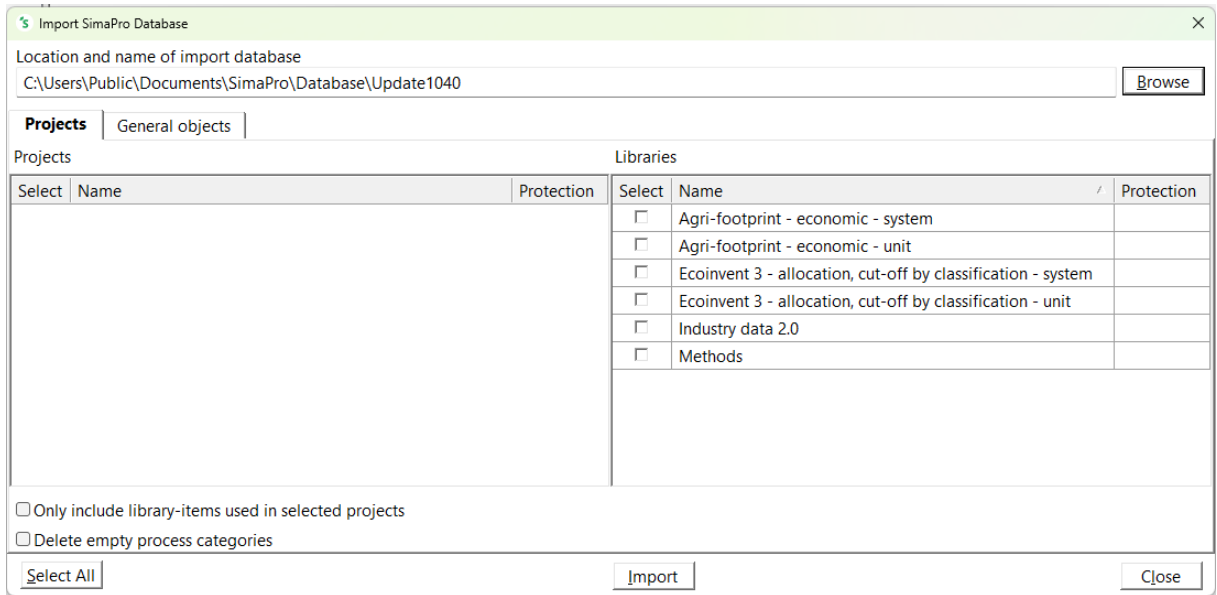 Import SimaPro Database
Location and name of import database
C:\Users\Public\Documents\SimaPro\Database\Update1040
Browse
Projects General objects
Projects
Libraries
Select Name Protection
Select Name Protection
Agri-footprint - economic - system
Agri-footprint - economic - unit
Ecoinvent 3 - allocation, cut-off by classification - system
Ecoinvent 3 - allocation, cut-off by classification - unit
Industry data 2.0
Methods
Only include library-items used in selected projects
Delete empty process categories
Select All
Import
Close